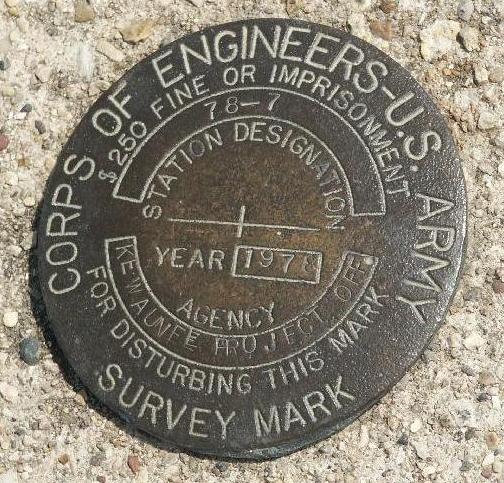 CORPS OF ENGINEERS-U.S. ARMY
$250 FINE OR IMPRISONMENT
78-7
STATION DESIGNATION
YEAR 1978
AGENCY
KEWAUNEE PROJECT OFF
FOR DISTURBING THIS MARK
SURVEY MARK